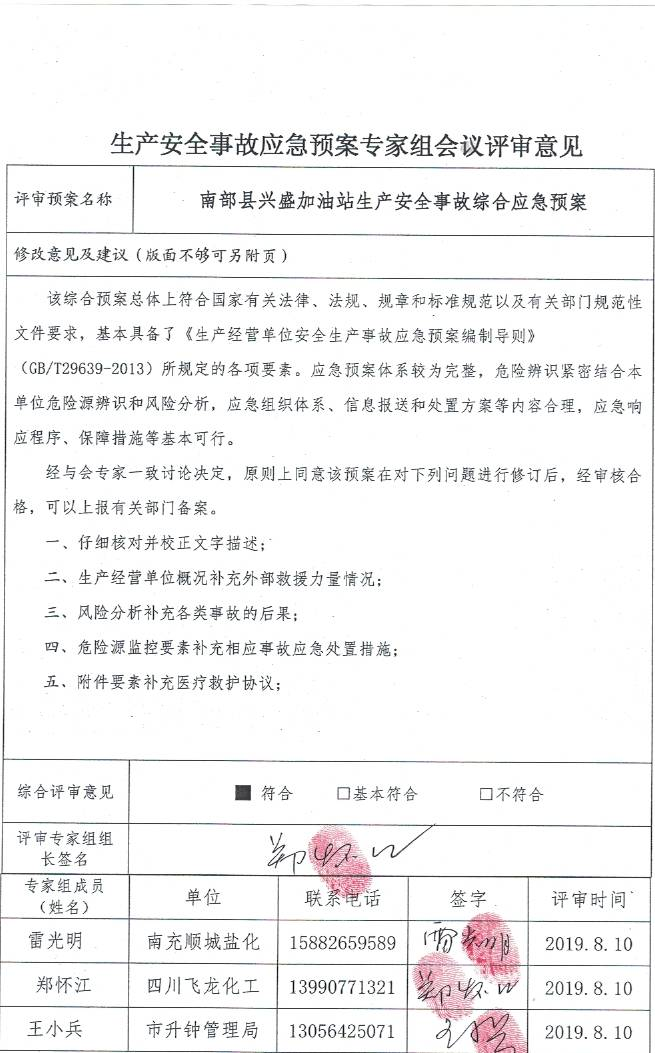 生产安全事故应急预案专家组会议评审意见
评审预案名称 南部县兴盛加油站生产安全事故综合应急预案
修改意见及建议（版面不够可另附页）
该综合预案总体上符合国家有关法律、法规、规章和标准规范以及有关部门规范性
文件要求，基本具备了《生产经营单位安全生产事故应急预案编制导则》
（GB/T29639-2013）所规定的各项要素。应急预案体系较为完整，危险辨识紧密结合本
单位危险源辨识和风险分析，应急组织体系、信息报送和处置方案等内容合理，应急响
应程序、保障措施等基本可行。
经与会专家一致讨论决定，原则上同意该预案在对下列问题进行修订后，经审核合
格，可以上报有关部门备案。
一、仔细核对并校正文字描述；
二、生产经营单位概况补充外部救援力量情况；
三、风险分析补充各类事故的后果；
四、危险源监控要素补充相应事故应急处置措施；
五、附件要素补充医疗救护协议；
综合评审意见 ■ 符合 □基本符合 □不符合
评审专家组组
长签名 郑怀江
专家组成员
（姓名） 单位 联系电话 签字 评审时间
雷光明 南充顺城盐化 15882659589 雷光明 2019.8.10
郑怀江 四川飞龙化工 13990771321 郑怀江 2019.8.10
王小兵 市升钟管理局 13056425071 王小兵 2019.8.10